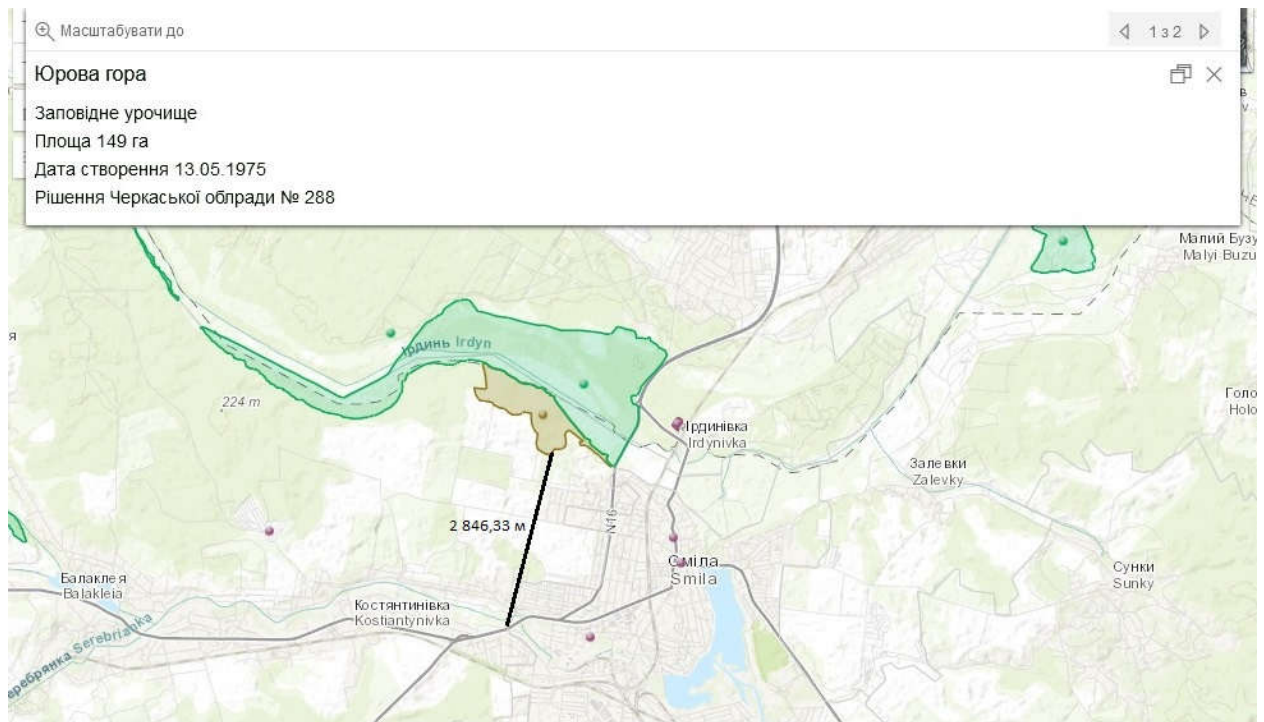 Масштабувати до
1 з 2
Юрова гора
Заповідне урочище
Площа 149 га
Дата створення 13.05.1975
Рішення Черкаської облради № 288
Малий Бузу
Malyi Buzu
Ірдинь Irdyn
224 m
Голо
Holo
Ірдинівка
Irdynivka
Залевки
Zalevky
2 846,33 м
N16
Сміла
Smila
Сунки
Sunky
Балаклея
Balakleia
Костянтинівка
Kostiantynivka
еребрянка Serebrianka